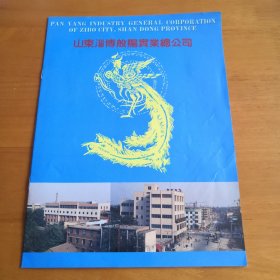 PAN YANG INDUSTRY GENERAL CORPORATION
OF ZIBO CITY, SHAN DONG PROVINCE
山東淄博般陽實業總公司